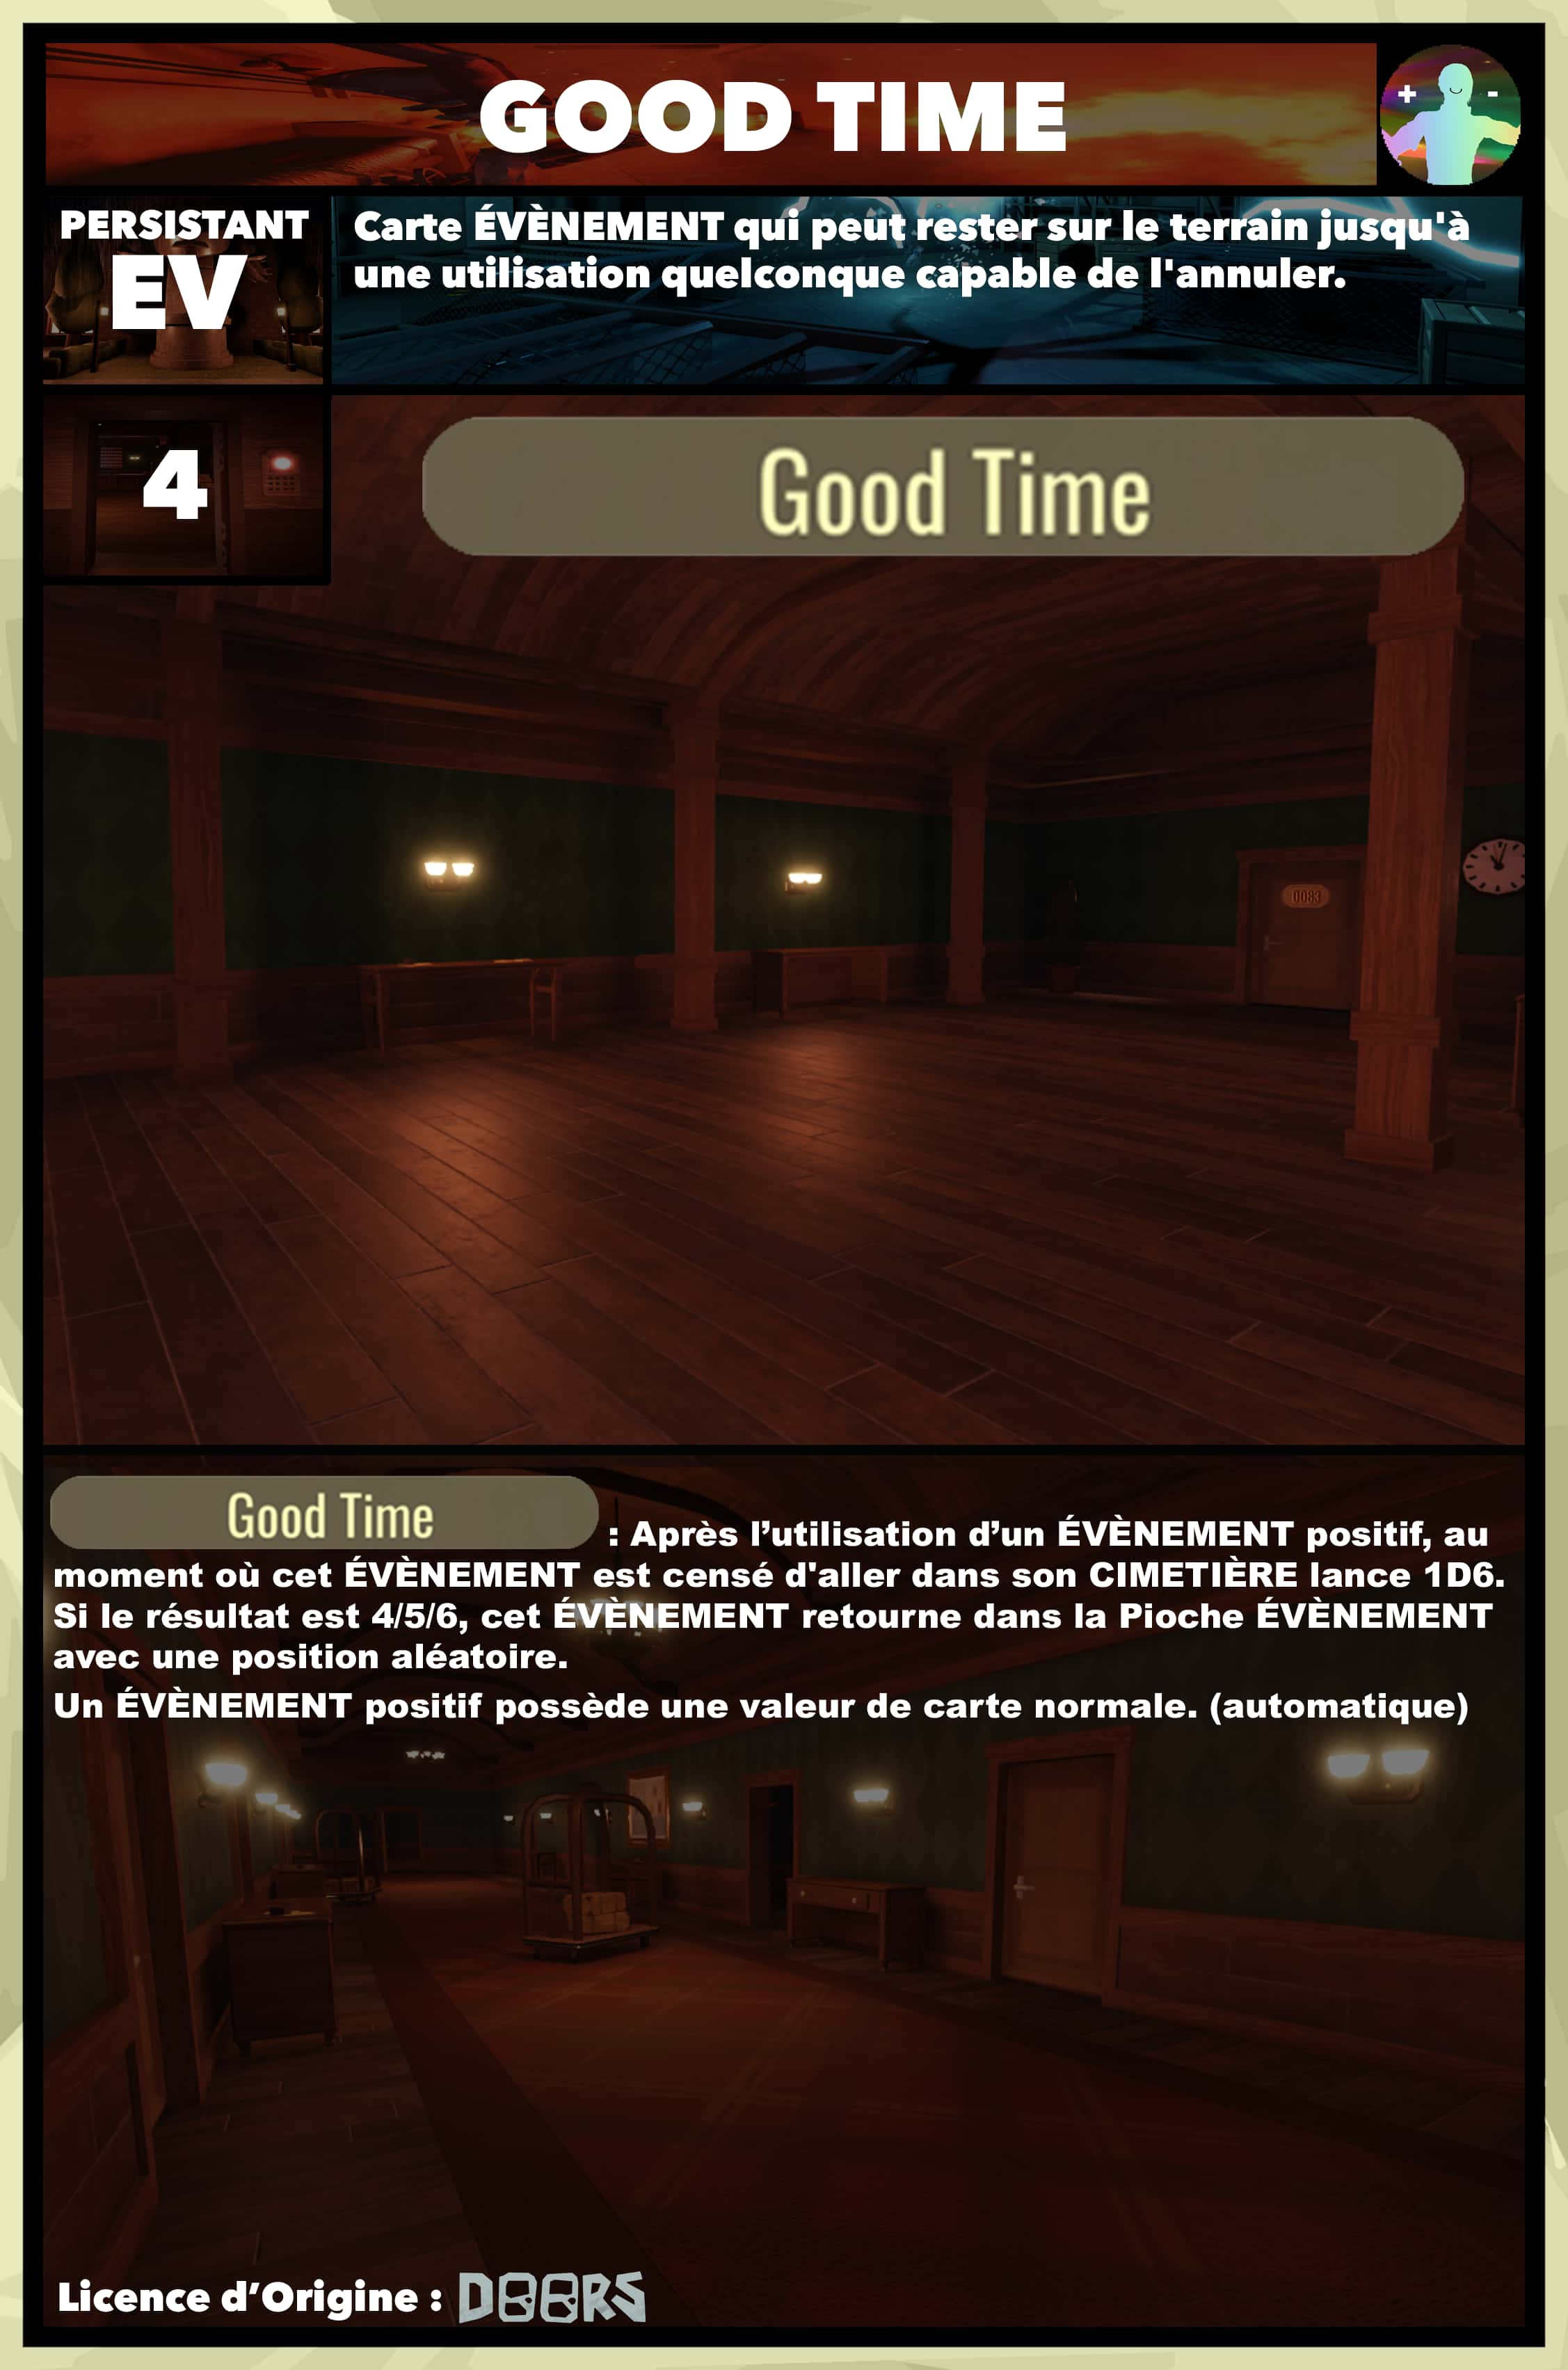 GOOD TIME
+ -
PERSISTANT
EV
Carte ÉVÈNEMENT qui peut rester sur le terrain jusqu'à
une utilisation quelconque capable de l'annuler.
4
Good Time
0083
Good Time
: Après l’utilisation d’un ÉVÈNEMENT positif, au
moment où cet ÉVÈNEMENT est censé d'aller dans son CIMETIÈRE lance 1D6.
Si le résultat est 4/5/6, cet ÉVÈNEMENT retourne dans la Pioche ÉVÈNEMENT
avec une position aléatoire.
Un ÉVÈNEMENT positif possède une valeur de carte normale. (automatique)
Licence d’Origine : DOORS